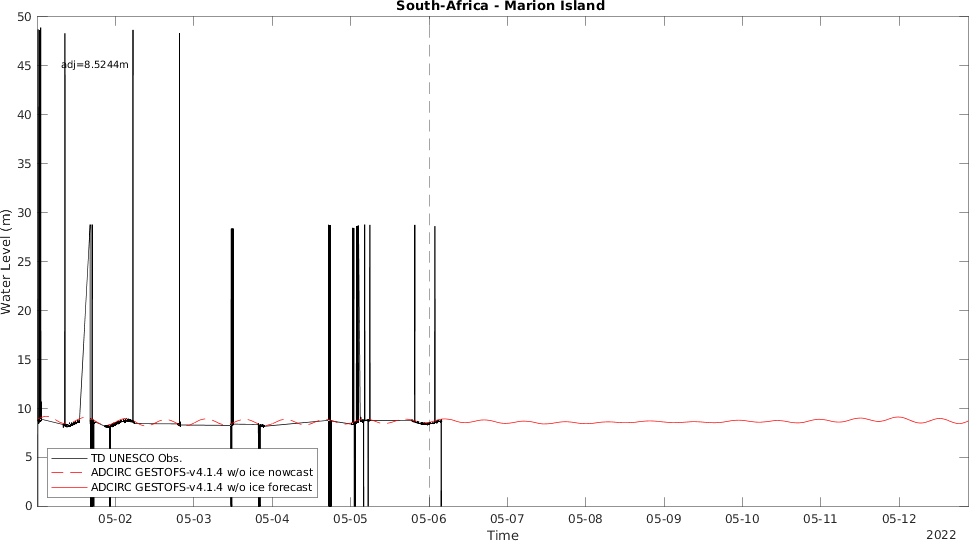 South-Africa - Marion Island
50
45
40
35
30
25
20
15
10
5
0
Water Level (m)
adj=8.5244m
TD UNESCO Obs.
ADCIRC GESTOFS-v4.1.4 w/o ice nowcast
ADCIRC GESTOFS-v4.1.4 w/o ice forecast
05-02 05-03 05-04 05-05 05-06 05-07 05-08 05-09 05-10 05-11 05-12
Time
2022